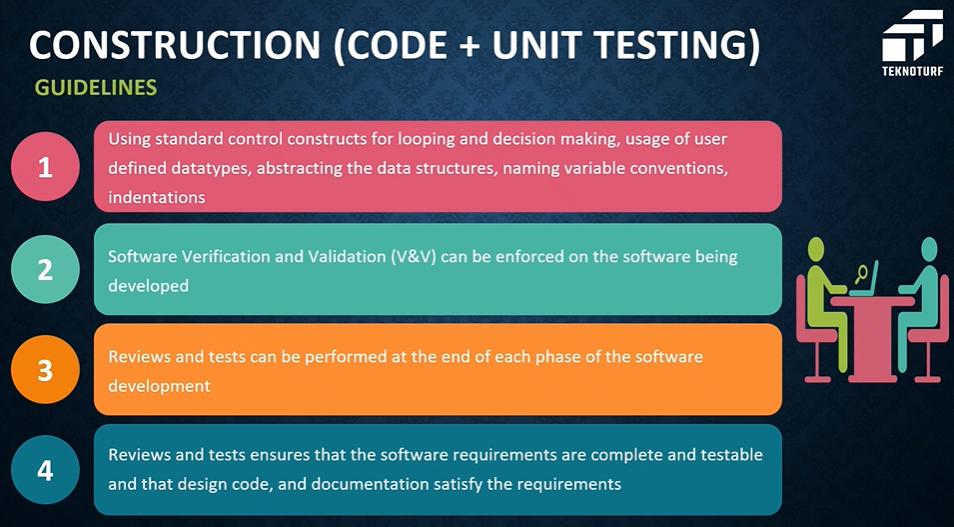 CONSTRUCTION (CODE + UNIT TESTING)
TEKNOTURF
GUIDELINES
1
Using standard control constructs for looping and decision making, usage of user
defined datatypes, abstracting the data structures, naming variable conventions,
indentations
2
Software Verification and Validation (V&V) can be enforced on the software being
developed
3
Reviews and tests can be performed at the end of each phase of the software
development
4
Reviews and tests ensures that the software requirements are complete and testable
and that design code, and documentation satisfy the requirements